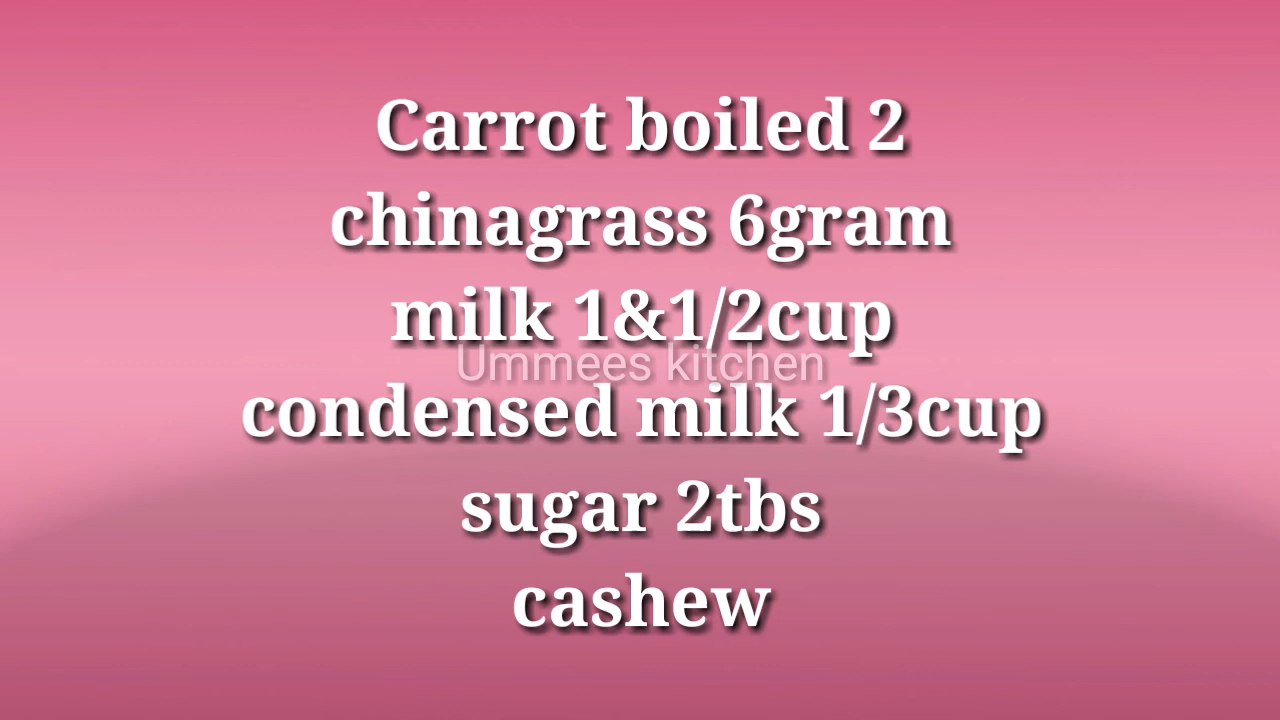 Carrot boiled 2
chinagrass 6gram
milk 1&1/2cup
Ummees kitchen
condensed milk 1/3cup
sugar 2tbs
cashew